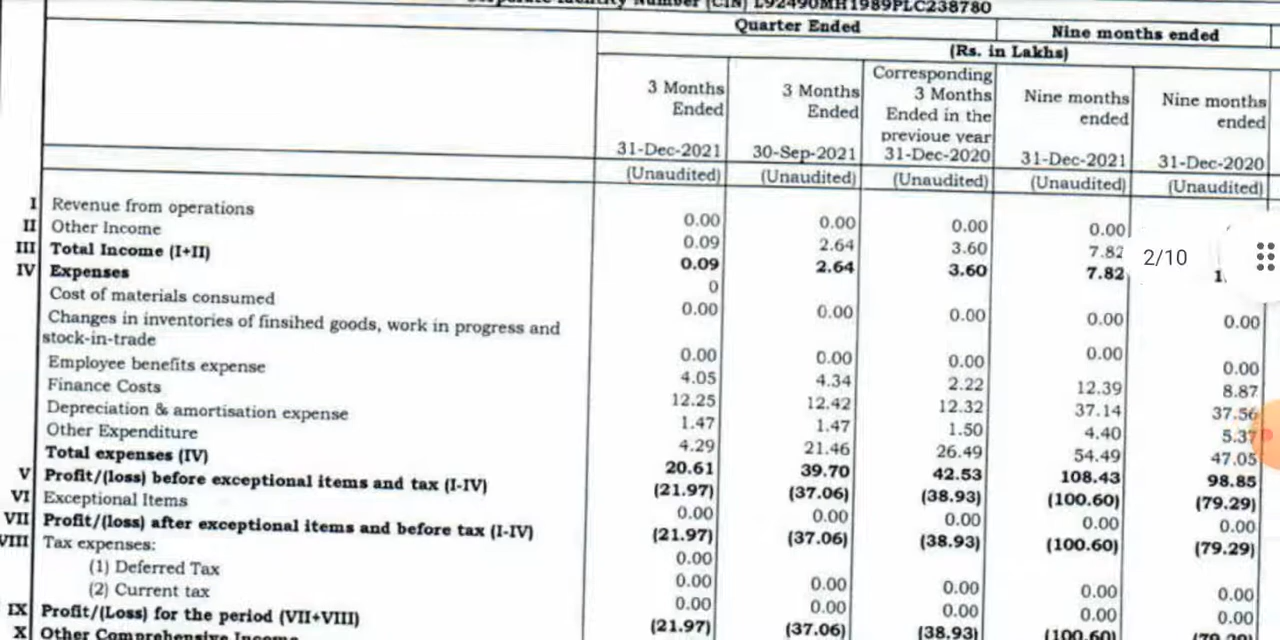 Corporate Identity Number (CIN) L92490MH1989PLC238780
Quarter Ended Nine months ended
(Rs. in Lakhs)
3 Months Ended 31-Dec-2021 (Unaudited)
3 Months Ended 30-Sep-2021 (Unaudited)
Corresponding 3 Months Ended in the previoue year 31-Dec-2020 (Unaudited)
Nine months ended 31-Dec-2021 (Unaudited)
Nine months ended 31-Dec-2020 (Unaudited)
I Revenue from operations 0.00 0.00 0.00 0.00
II Other Income 0.09 2.64 3.60 7.82
III Total Income (I+II) 0.09 2.64 3.60 7.82
2/10
IV Expenses 0
Cost of materials consumed 0.00 0.00 0.00 0.00 0.00
Changes in inventories of finsihed goods, work in progress and
stock-in-trade 0.00 0.00 0.00 0.00 0.00
Employee benefits expense 4.05 4.34 2.22 12.39 8.87
Finance Costs 12.25 12.42 12.32 37.14 37.56
Depreciation & amortisation expense 1.47 1.47 1.50 4.40 5.37
Other Expenditure 4.29 21.46 26.49 54.49 47.05
Total expenses (IV) 20.61 39.70 42.53 108.43 98.85
V Profit/(loss) before exceptional items and tax (I-IV) (21.97) (37.06) (38.93) (100.60) (79.29)
VI Exceptional Items 0.00 0.00 0.00 0.00 0.00
VII Profit/(loss) after exceptional items and before tax (I-IV) (21.97) (37.06) (38.93) (100.60) (79.29)
VIII Tax expenses: 0.00
(1) Deferred Tax 0.00 0.00 0.00 0.00 0.00
(2) Current tax 0.00 0.00 0.00 0.00 0.00
IX Profit/(Loss) for the period (VII+VIII) (21.97) (37.06) (38.93) (100.60) (79.29)
X Other Comprehensive Income